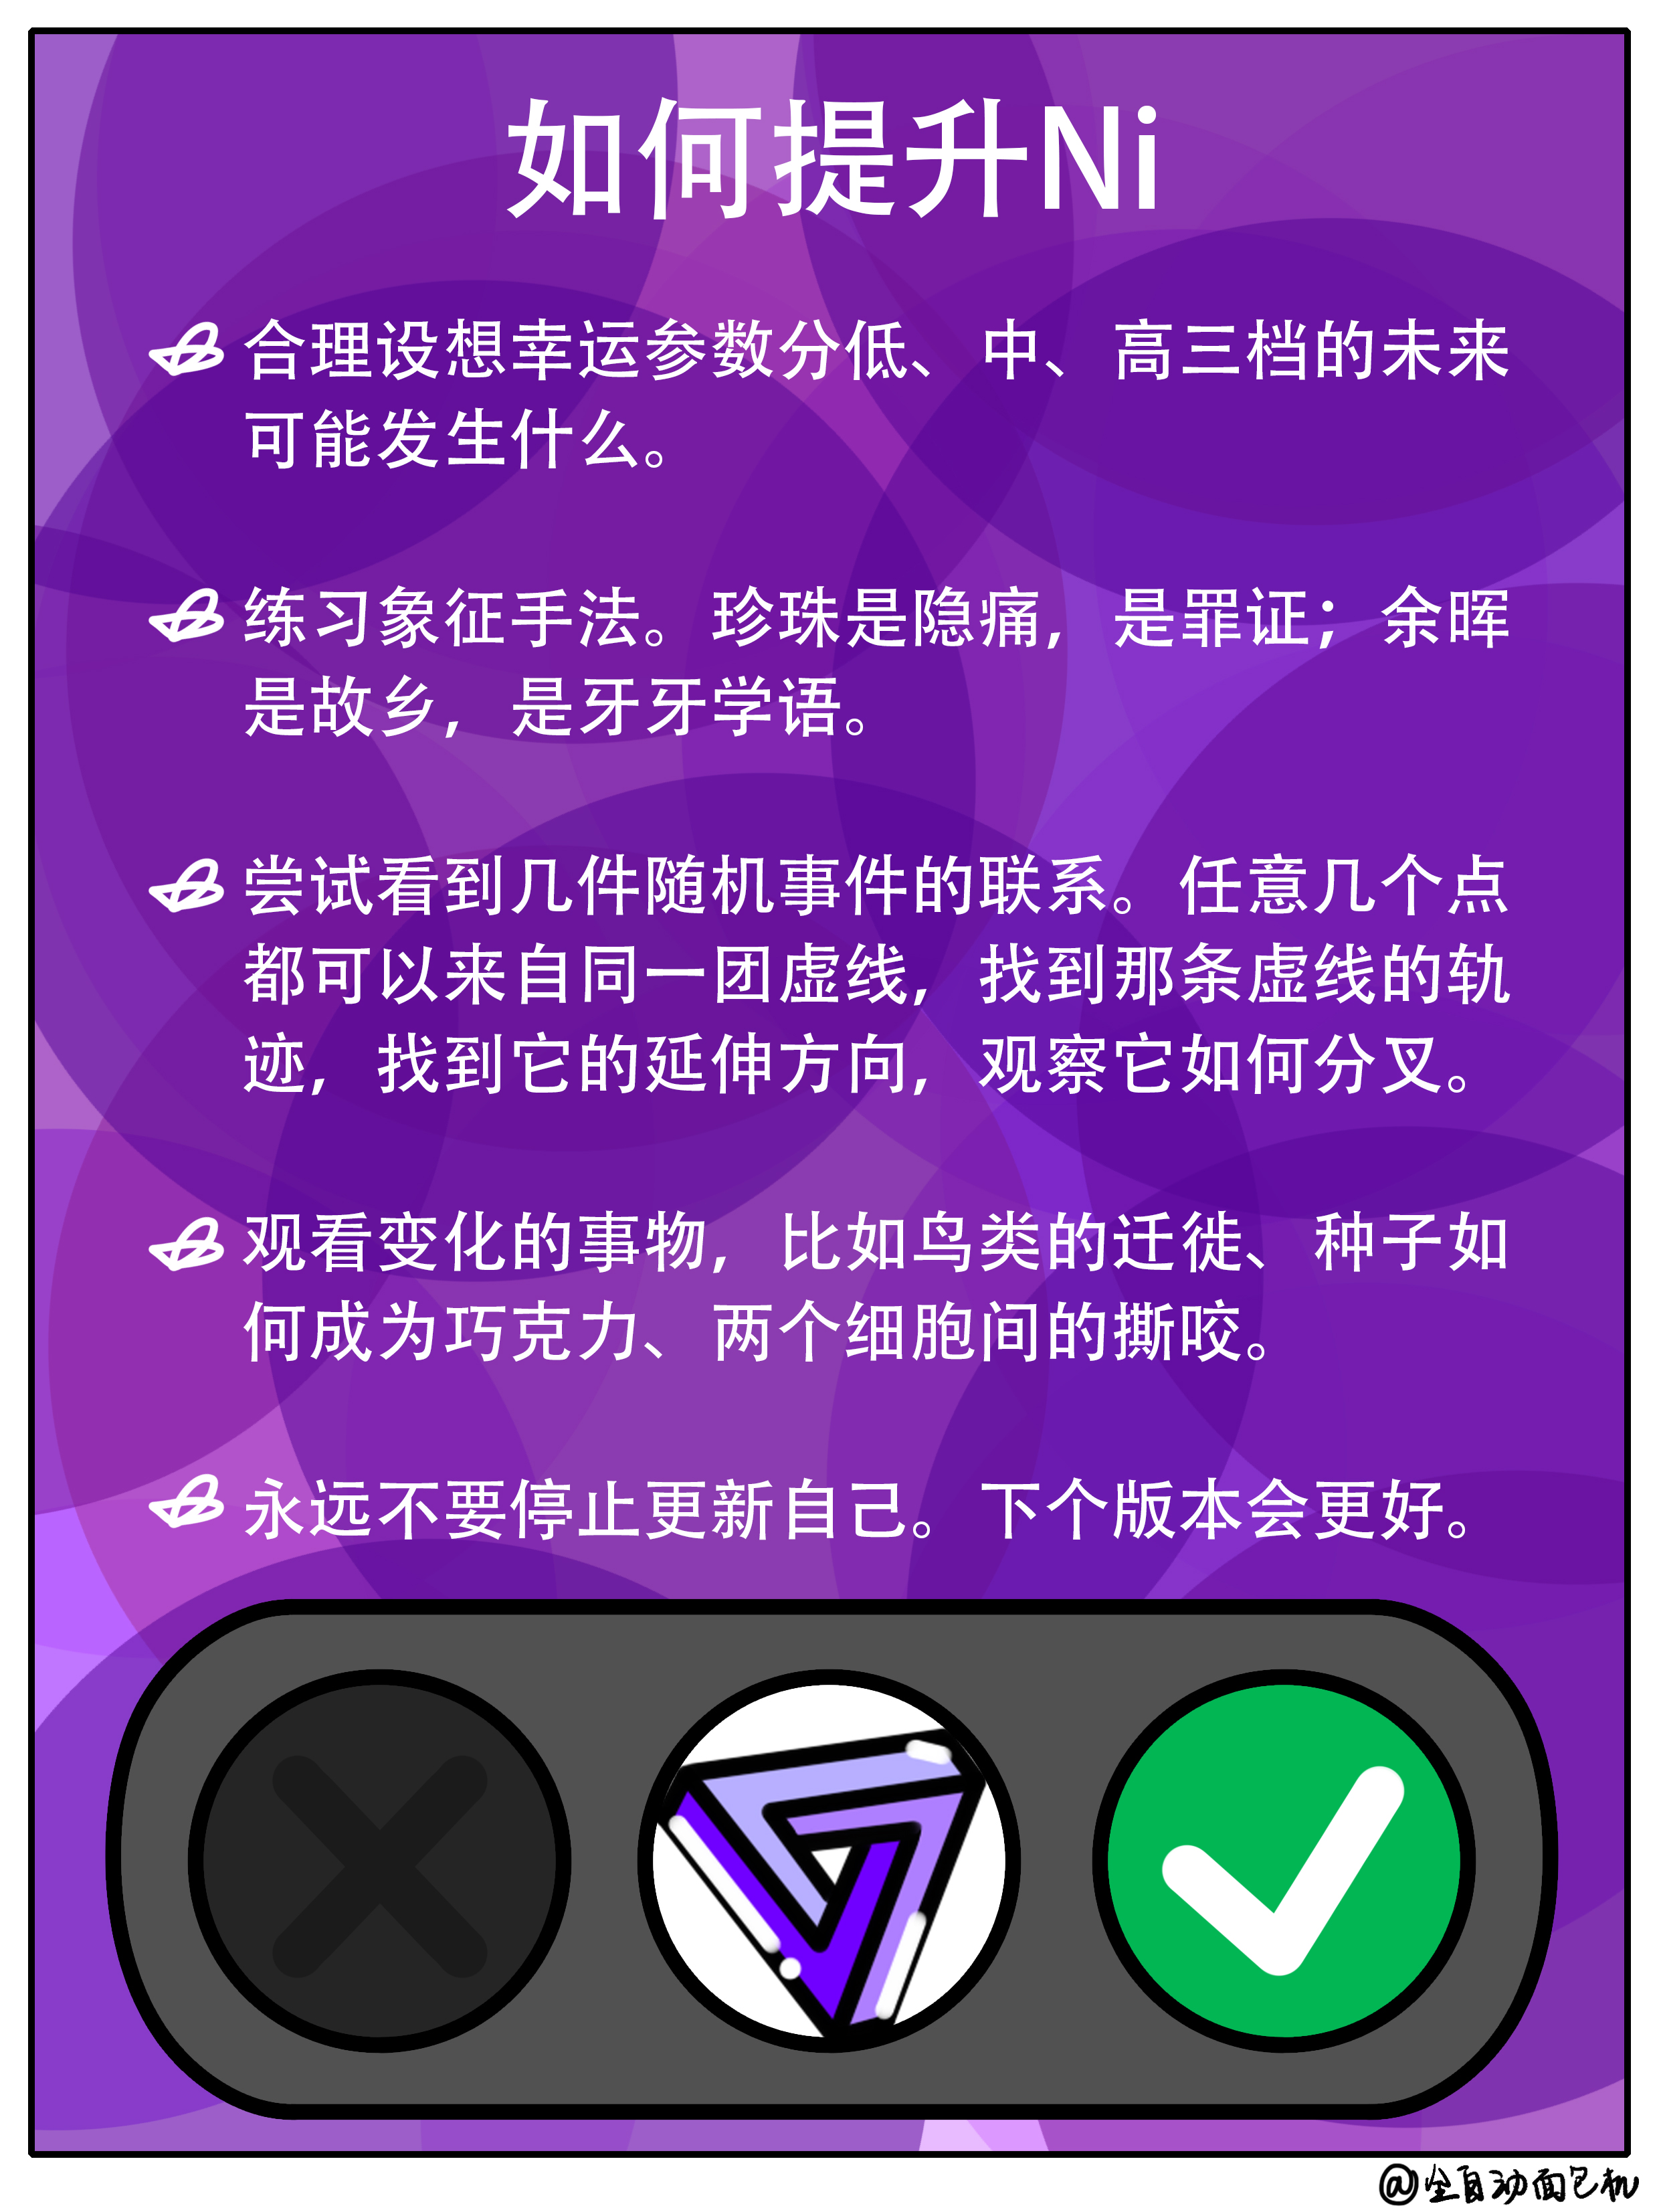 如何提升Ni
合理设想幸运参数分低、中、高三档的未来
可能发生什么。
练习象征手法。珍珠是隐痛，是罪证；余晖
是故乡，是牙牙学语。
尝试看到几件随机事件的联系。任意几个点
都可以来自同一团虚线，找到那条虚线的轨
迹，找到它的延伸方向，观察它如何分叉。
观看变化的事物，比如鸟类的迁徙、种子如
何成为巧克力、两个细胞间的撕咬。
永远不要停止更新自己。下个版本会更好。
@全自动面包机